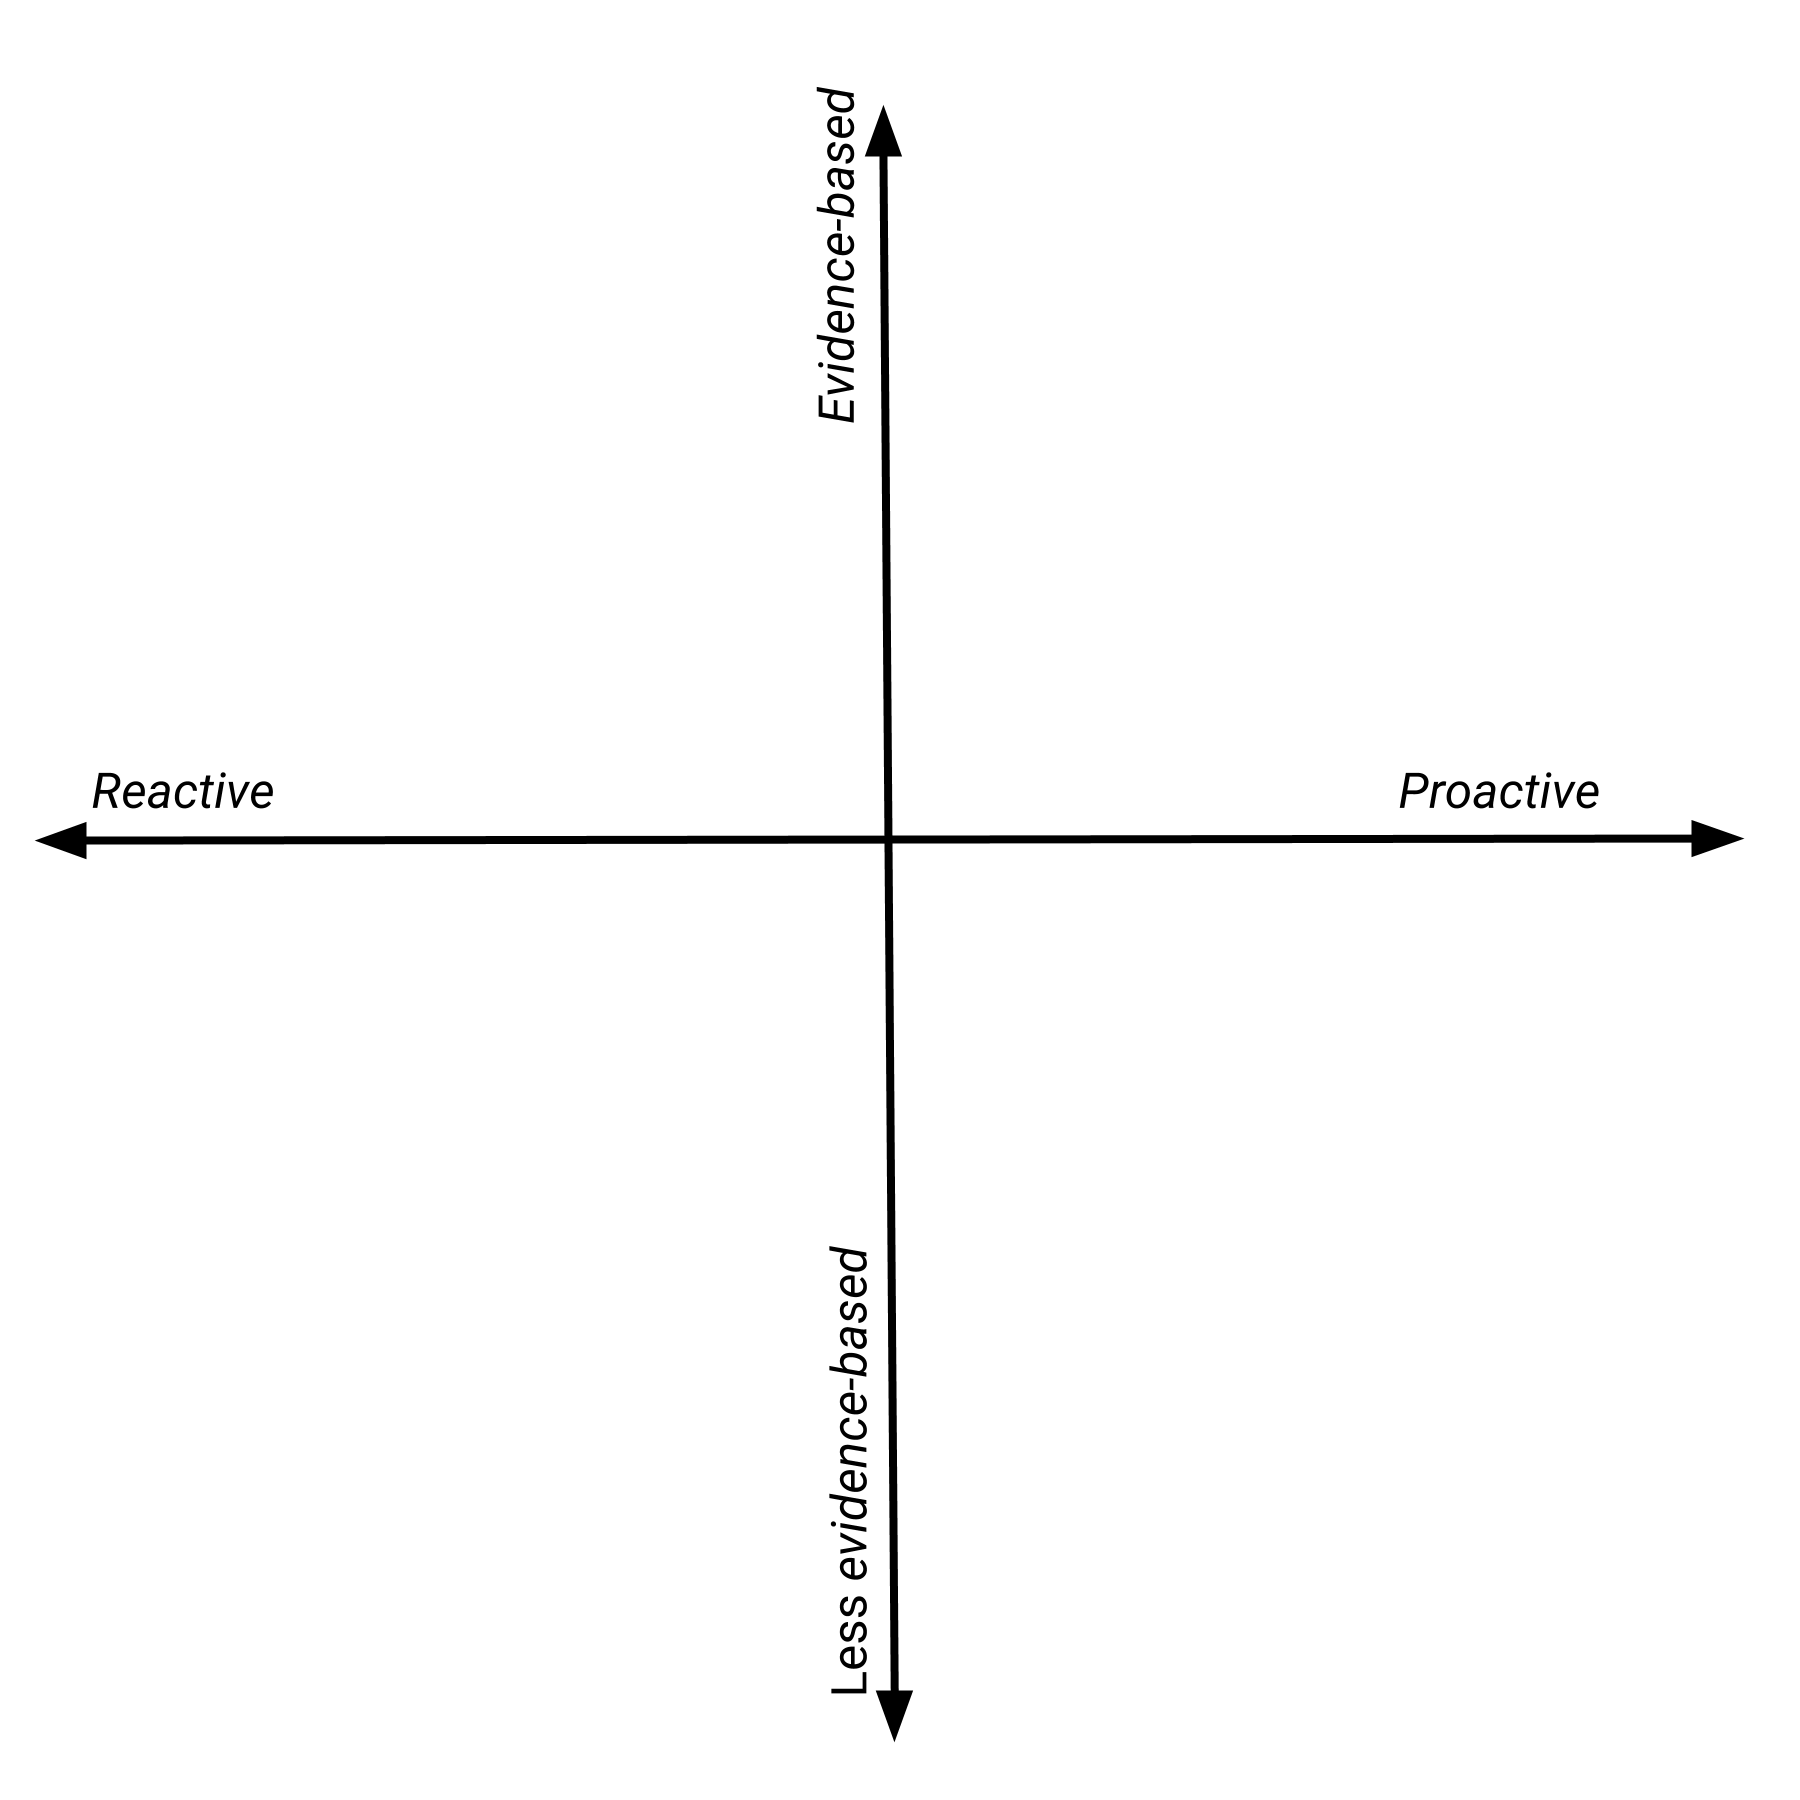 Evidence-based
Reactive
Proactive
Less evidence-based